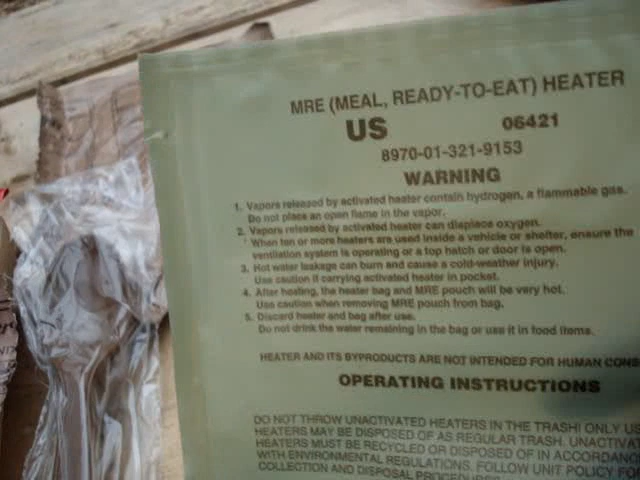 MRE (MEAL, READY-TO-EAT) HEATER
US 06421
8970-01-321-9153
WARNING
1. Vapors released by activated heater contain hydrogen, a flammable gas.
Do not place an open flame in the vapor.
2. Vapors released by activated heater can displace oxygen.
When ten or more heaters are used inside a vehicle or shelter, ensure the
ventilation system is operating or a top hatch or door is open.
3. Hot water leakage can burn and cause a cold-weather injury.
Use caution if carrying activated heater in pocket.
4. After heating, the heater bag and MRE pouch will be very hot.
Use caution when removing MRE pouch from bag.
5. Discard heater and bag after use.
Do not drink the water remaining in the bag or use it in food items.
HEATER AND ITS BYPRODUCTS ARE NOT INTENDED FOR HUMAN CONS
OPERATING INSTRUCTIONS
DO NOT THROW UNACTIVATED HEATERS IN THE TRASH! ONLY US
HEATERS MAY BE DISPOSED OF AS REGULAR TRASH. UNACTIVAT
HEATERS MUST BE RECYCLED OR DISPOSED OF IN ACCORDANC
WITH ENVIRONMENTAL REGULATIONS. FOLLOW UNIT POLICY FO
COLLECTION AND DISPOSAL PROCEDURES